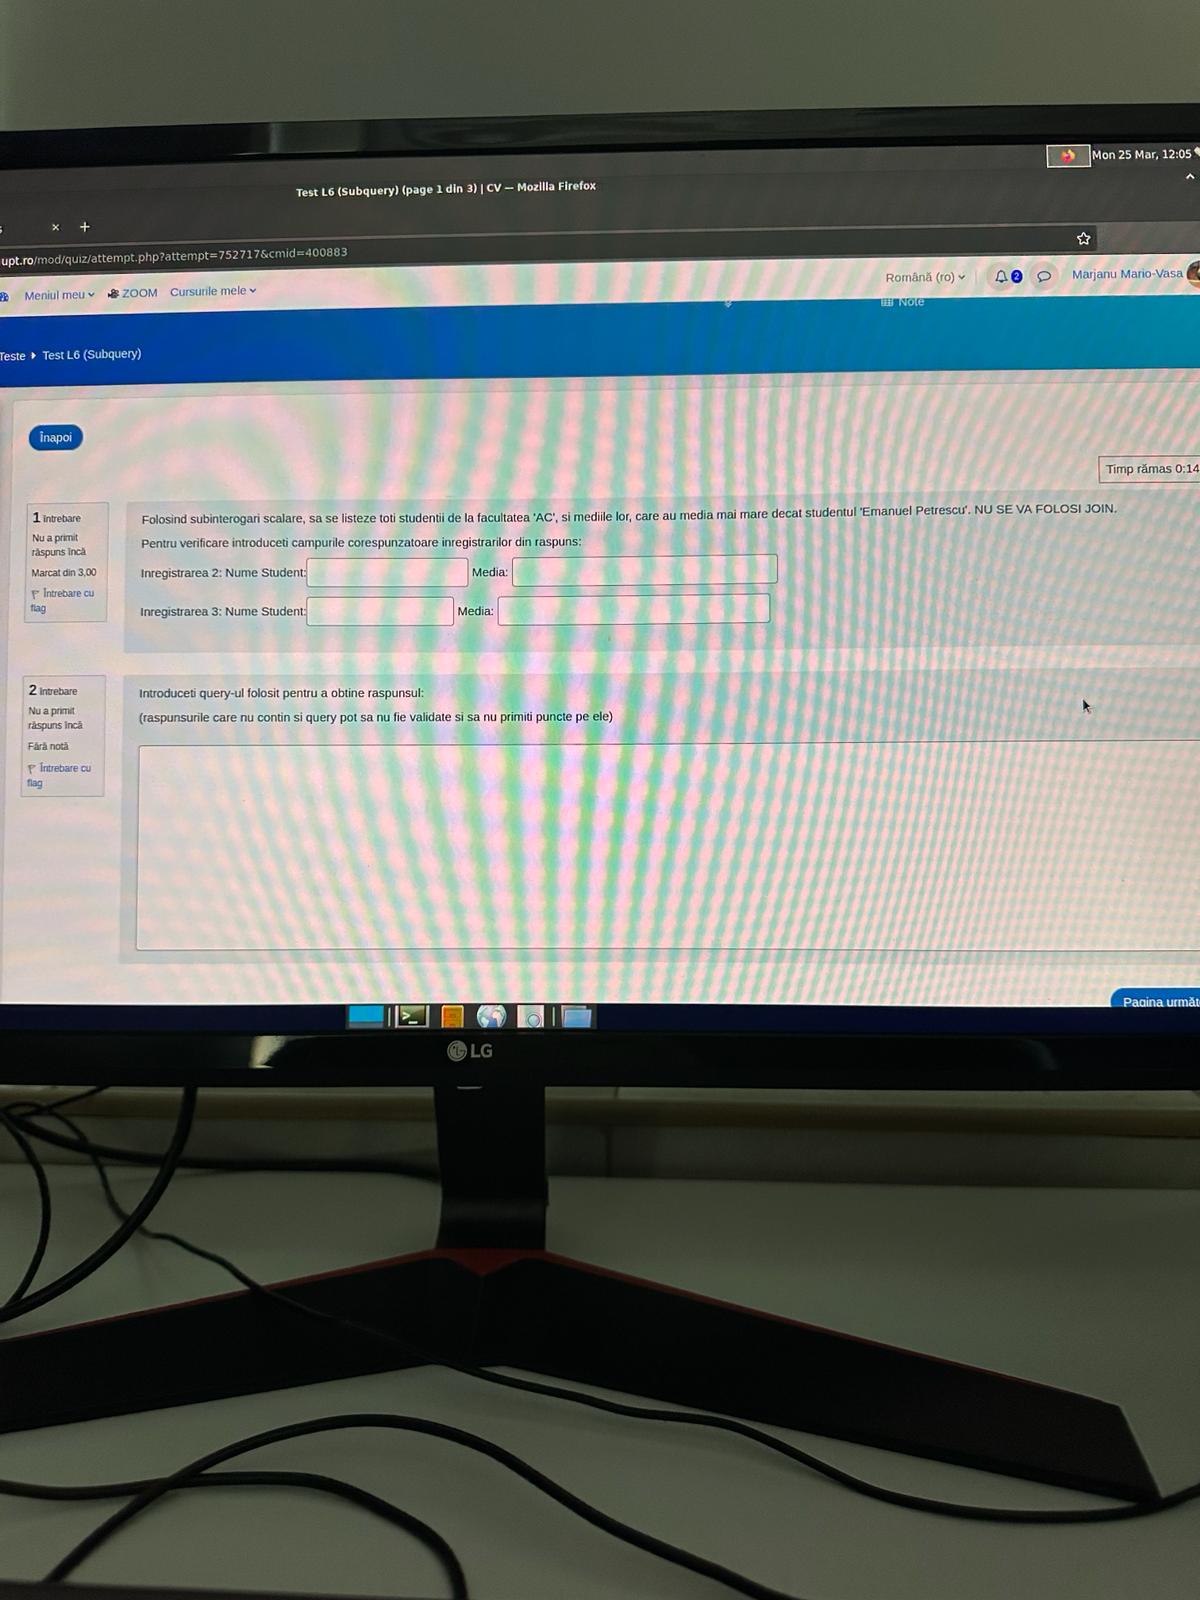 Mon 25 Mar, 12:05
Test L6 (Subquery) (page 1 din 3) | CV — Mozilla Firefox
upt.ro/mod/quiz/attempt.php?attempt=752717&cmid=400883
Meniul meu ZOOM Cursurile mele Română (ro) 2 Marjanu Mario-Vasa
Note
Teste Test L6 (Subquery)
Înapoi
Timp rămas 0:14
1 întrebare
Nu a primit
răspuns încă
Marcat din 3,00
Întrebare cu
flag
Folosind subinterogari scalare, sa se listeze toti studentii de la facultatea 'AC', si mediile lor, care au media mai mare decat studentul 'Emanuel Petrescu'. NU SE VA FOLOSI JOIN.
Pentru verificare introduceti campurile corespunzatoare inregistrarilor din raspuns:
Inregistrarea 2: Nume Student: Media:
Inregistrarea 3: Nume Student: Media:
2 întrebare
Nu a primit
răspuns încă
Fără notă
Întrebare cu
flag
Introduceti query-ul folosit pentru a obtine raspunsul:
(raspunsurile care nu contin si query pot sa nu fie validate si sa nu primiti puncte pe ele)
Pagina următ
LG